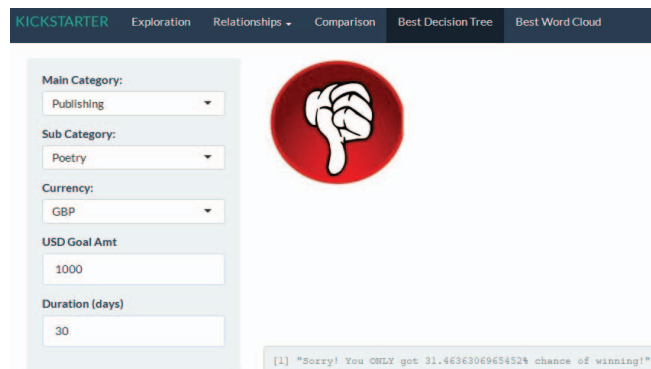 KICKSTARTER Exploration Relationships Comparison Best Decision Tree Best Word Cloud
Main Category:
Publishing
Sub Category:
Poetry
Currency:
GBP
USD Goal Amt
1000
Duration (days)
30
[1] "Sorry! You ONLY got 31.4636306965452% chance of winning!"